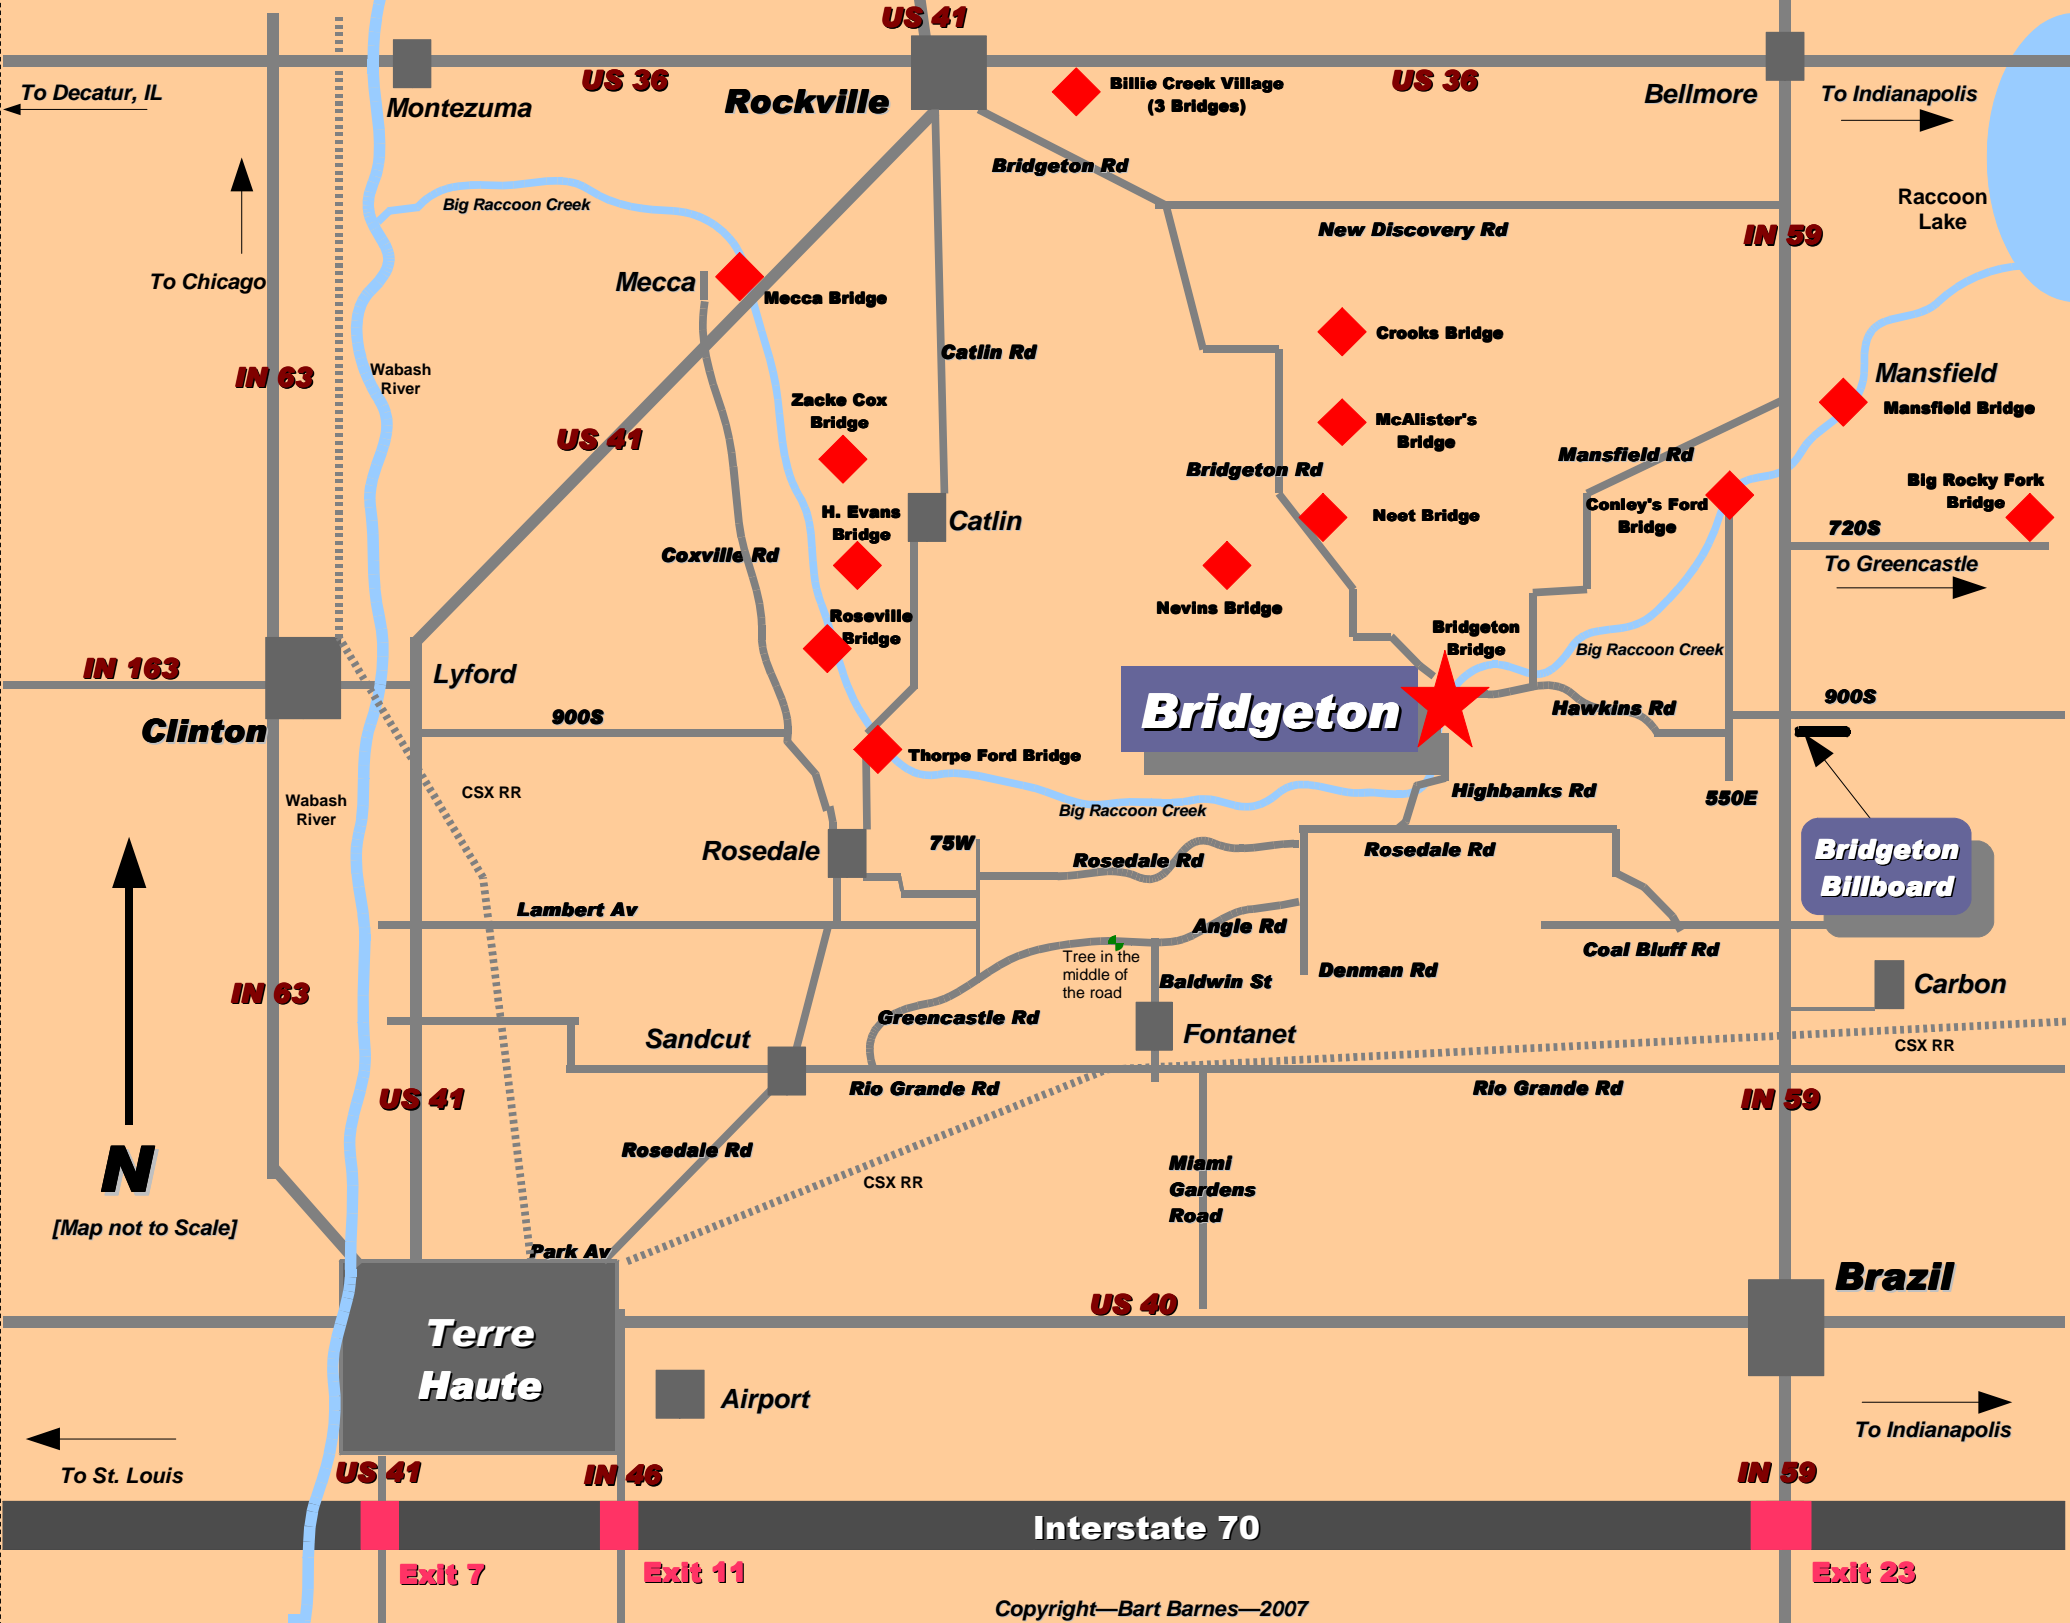 US 41
US 36
US 36
To Decatur, IL
Montezuma
Rockville
Billie Creek Village
(3 Bridges)
Bellmore
To Indianapolis
Bridgeton Rd
Big Raccoon Creek
Raccoon
Lake
New Discovery Rd
IN 59
To Chicago
Mecca
Mecca Bridge
Crooks Bridge
Catlin Rd
IN 63
Wabash
River
Mansfield
Mansfield Bridge
Zacke Cox
Bridge
McAlister's
Bridge
US 41
Bridgeton Rd
Mansfield Rd
Big Rocky Fork
Bridge
H. Evans
Bridge
Catlin
Neet Bridge
Conley's Ford
Bridge
720S
Coxville Rd
To Greencastle
Nevins Bridge
Roseville
Bridge
Bridgeton
Bridge
Big Raccoon Creek
IN 163
Lyford
Clinton
900S
Bridgeton
Hawkins Rd
900S
Thorpe Ford Bridge
CSX RR
Wabash
River
Big Raccoon Creek
Highbanks Rd
550E
Rosedale
75W
Rosedale Rd
Rosedale Rd
Bridgeton
Billboard
Lambert Av
Angle Rd
Coal Bluff Rd
Tree in the
middle of
the road
Baldwin St
Denman Rd
Carbon
IN 63
Greencastle Rd
Sandcut
Fontanet
CSX RR
US 41
Rio Grande Rd
Rio Grande Rd
IN 59
Rosedale Rd
Miami
Gardens
Road
CSX RR
N
[Map not to Scale]
Park Av
Brazil
US 40
Terre
Haute
Airport
To Indianapolis
To St. Louis
US 41
IN 46
IN 59
Interstate 70
Exit 7
Exit 11
Exit 23
Copyright—Bart Barnes—2007